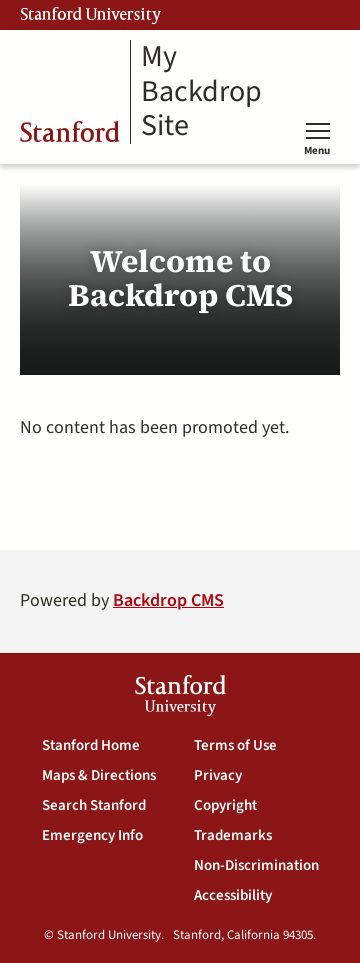 Stanford University
My
Backdrop
Site
Stanford
Menu
Welcome to
Backdrop CMS
No content has been promoted yet.
Powered by Backdrop CMS
Stanford
University
Stanford Home
Maps & Directions
Search Stanford
Emergency Info
Terms of Use
Privacy
Copyright
Trademarks
Non-Discrimination
Accessibility
© Stanford University. Stanford, California 94305.